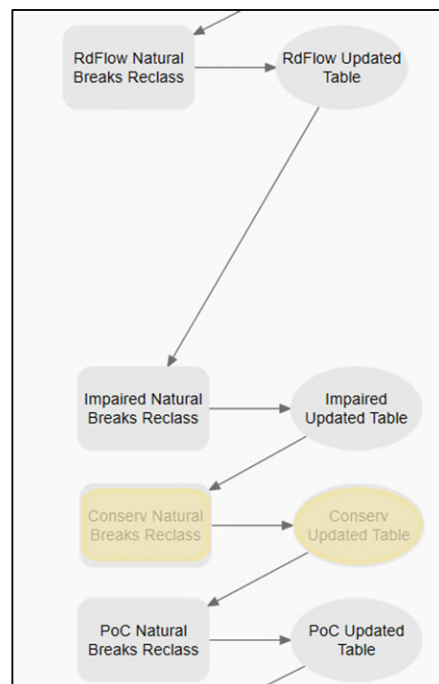 RdFlow Natural
Breaks Reclass
RdFlow Updated
Table
Impaired Natural
Breaks Reclass
Impaired
Updated Table
Conserv Natural
Breaks Reclass
Conserv
Updated Table
PoC Natural
Breaks Reclass
PoC Updated
Table